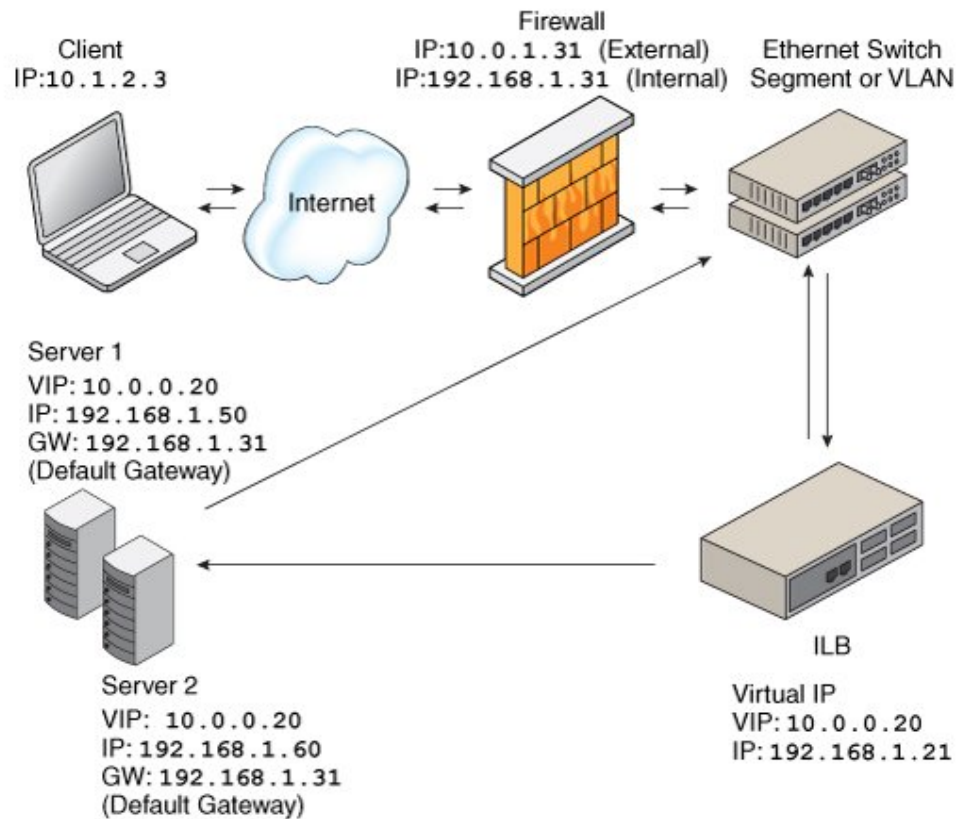 Client
IP:10.1.2.3
Firewall
IP:10.0.1.31 (External)
IP:192.168.1.31 (Internal)
Ethernet Switch
Segment or VLAN
Internet
Server 1
VIP: 10.0.0.20
IP: 192.168.1.50
GW: 192.168.1.31
(Default Gateway)
ILB
Server 2
VIP: 10.0.0.20
IP: 192.168.1.60
GW: 192.168.1.31
(Default Gateway)
Virtual IP
VIP: 10.0.0.20
IP: 192.168.1.21